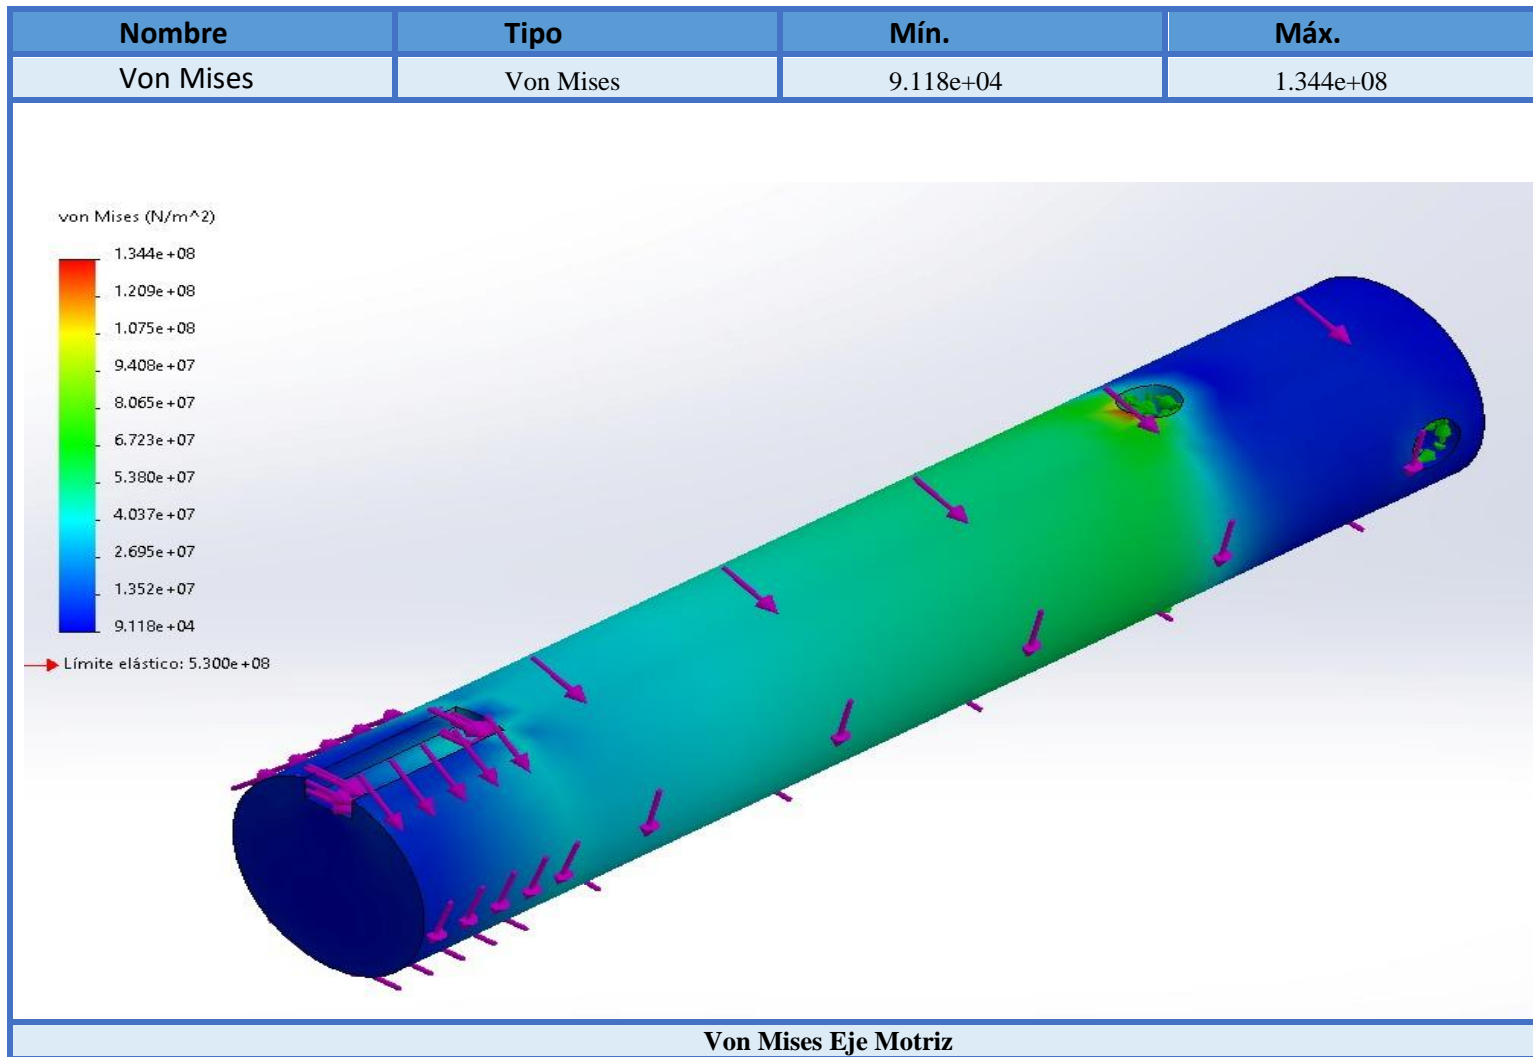 Nombre Tipo Mín. Máx.
Von Mises Von Mises 9.118e+04 1.344e+08
von Mises (N/m^2)
1.344e+08
1.209e+08
1.075e+08
9.408e+07
8.065e+07
6.723e+07
5.380e+07
4.037e+07
2.695e+07
1.352e+07
9.118e+04
Límite elástico: 5.300e+08
Von Mises Eje Motriz